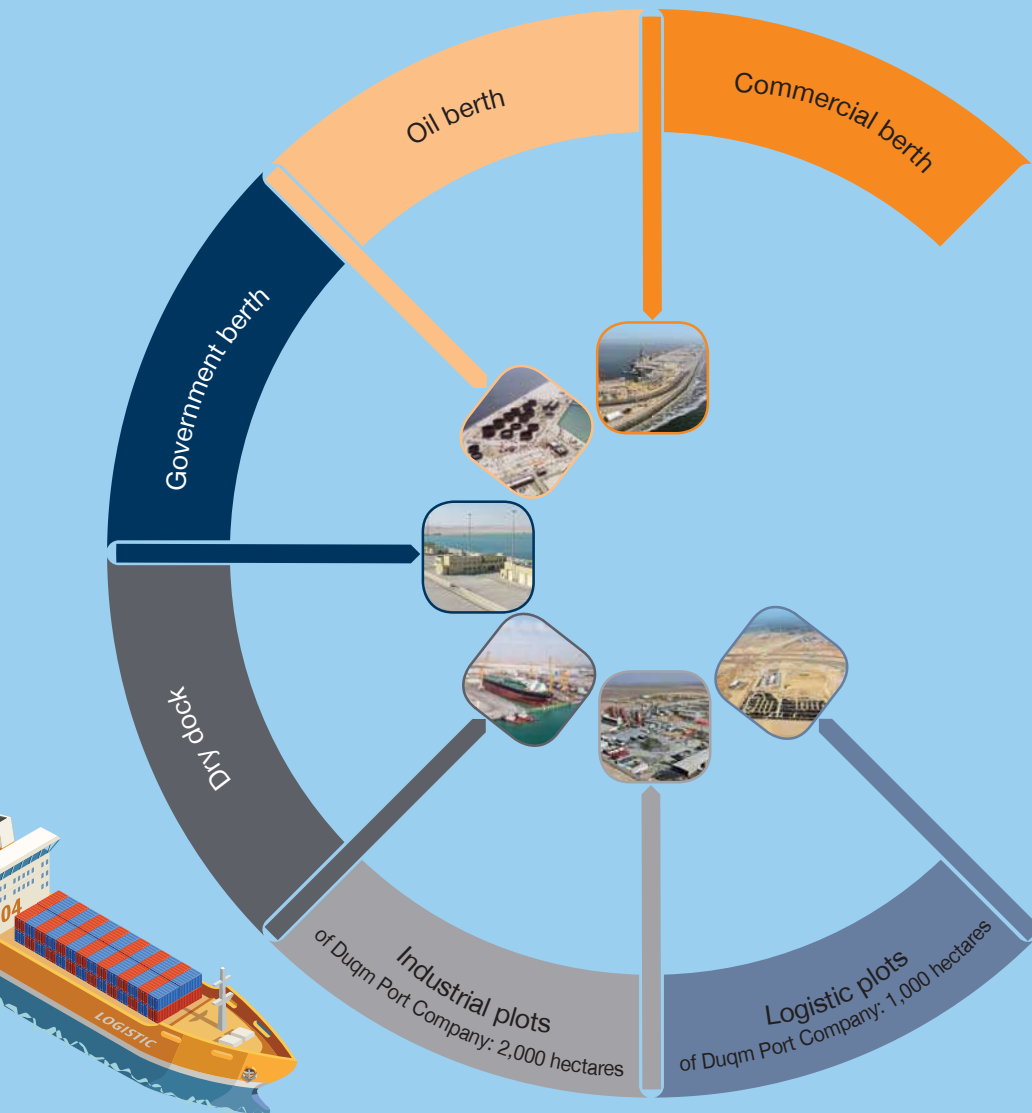 Commercial berth
Oil berth
Government berth
Dry dock
Industrial plots
of Duqm Port Company: 2,000 hectares
Logistic plots
of Duqm Port Company: 1,000 hectares
04
LOGISTIC